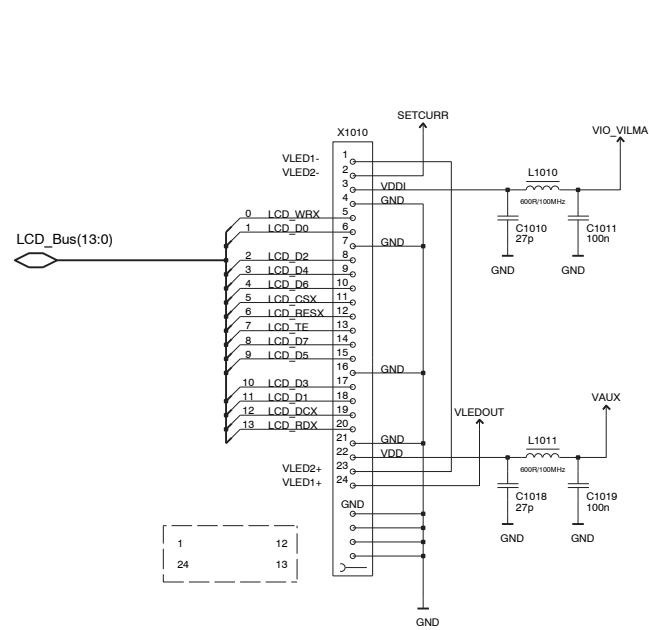 SETCURR
X1010
VIO_VILMA
VLED1-
1
VLED2-
2
L1010
3 VDDI
600R/100MHz
4 GND
0 LCD_WRX 5
1 LCD_D0 6
C1010
27p
C1011
100n
LCD_Bus(13:0)
7 GND
2 LCD_D2 8
3 LCD_D4 9
GND
GND
4 LCD_D6 10
5 LCD_CSX 11
6 LCD_RESX 12
7 LCD_TE 13
8 LCD_D7 14
9 LCD_D5 15
16 GND
10 LCD_D3 17
11 LCD_D1 18
12 LCD_DCX 19
13 LCD_RDX 20
VLEDOUT
VAUX
21 GND
L1011
22 VDD
600R/100MHz
VLED2+ 23
VLED1+ 24
C1018
27p
C1019
100n
GND
GND
GND
1 12
24 13
GND